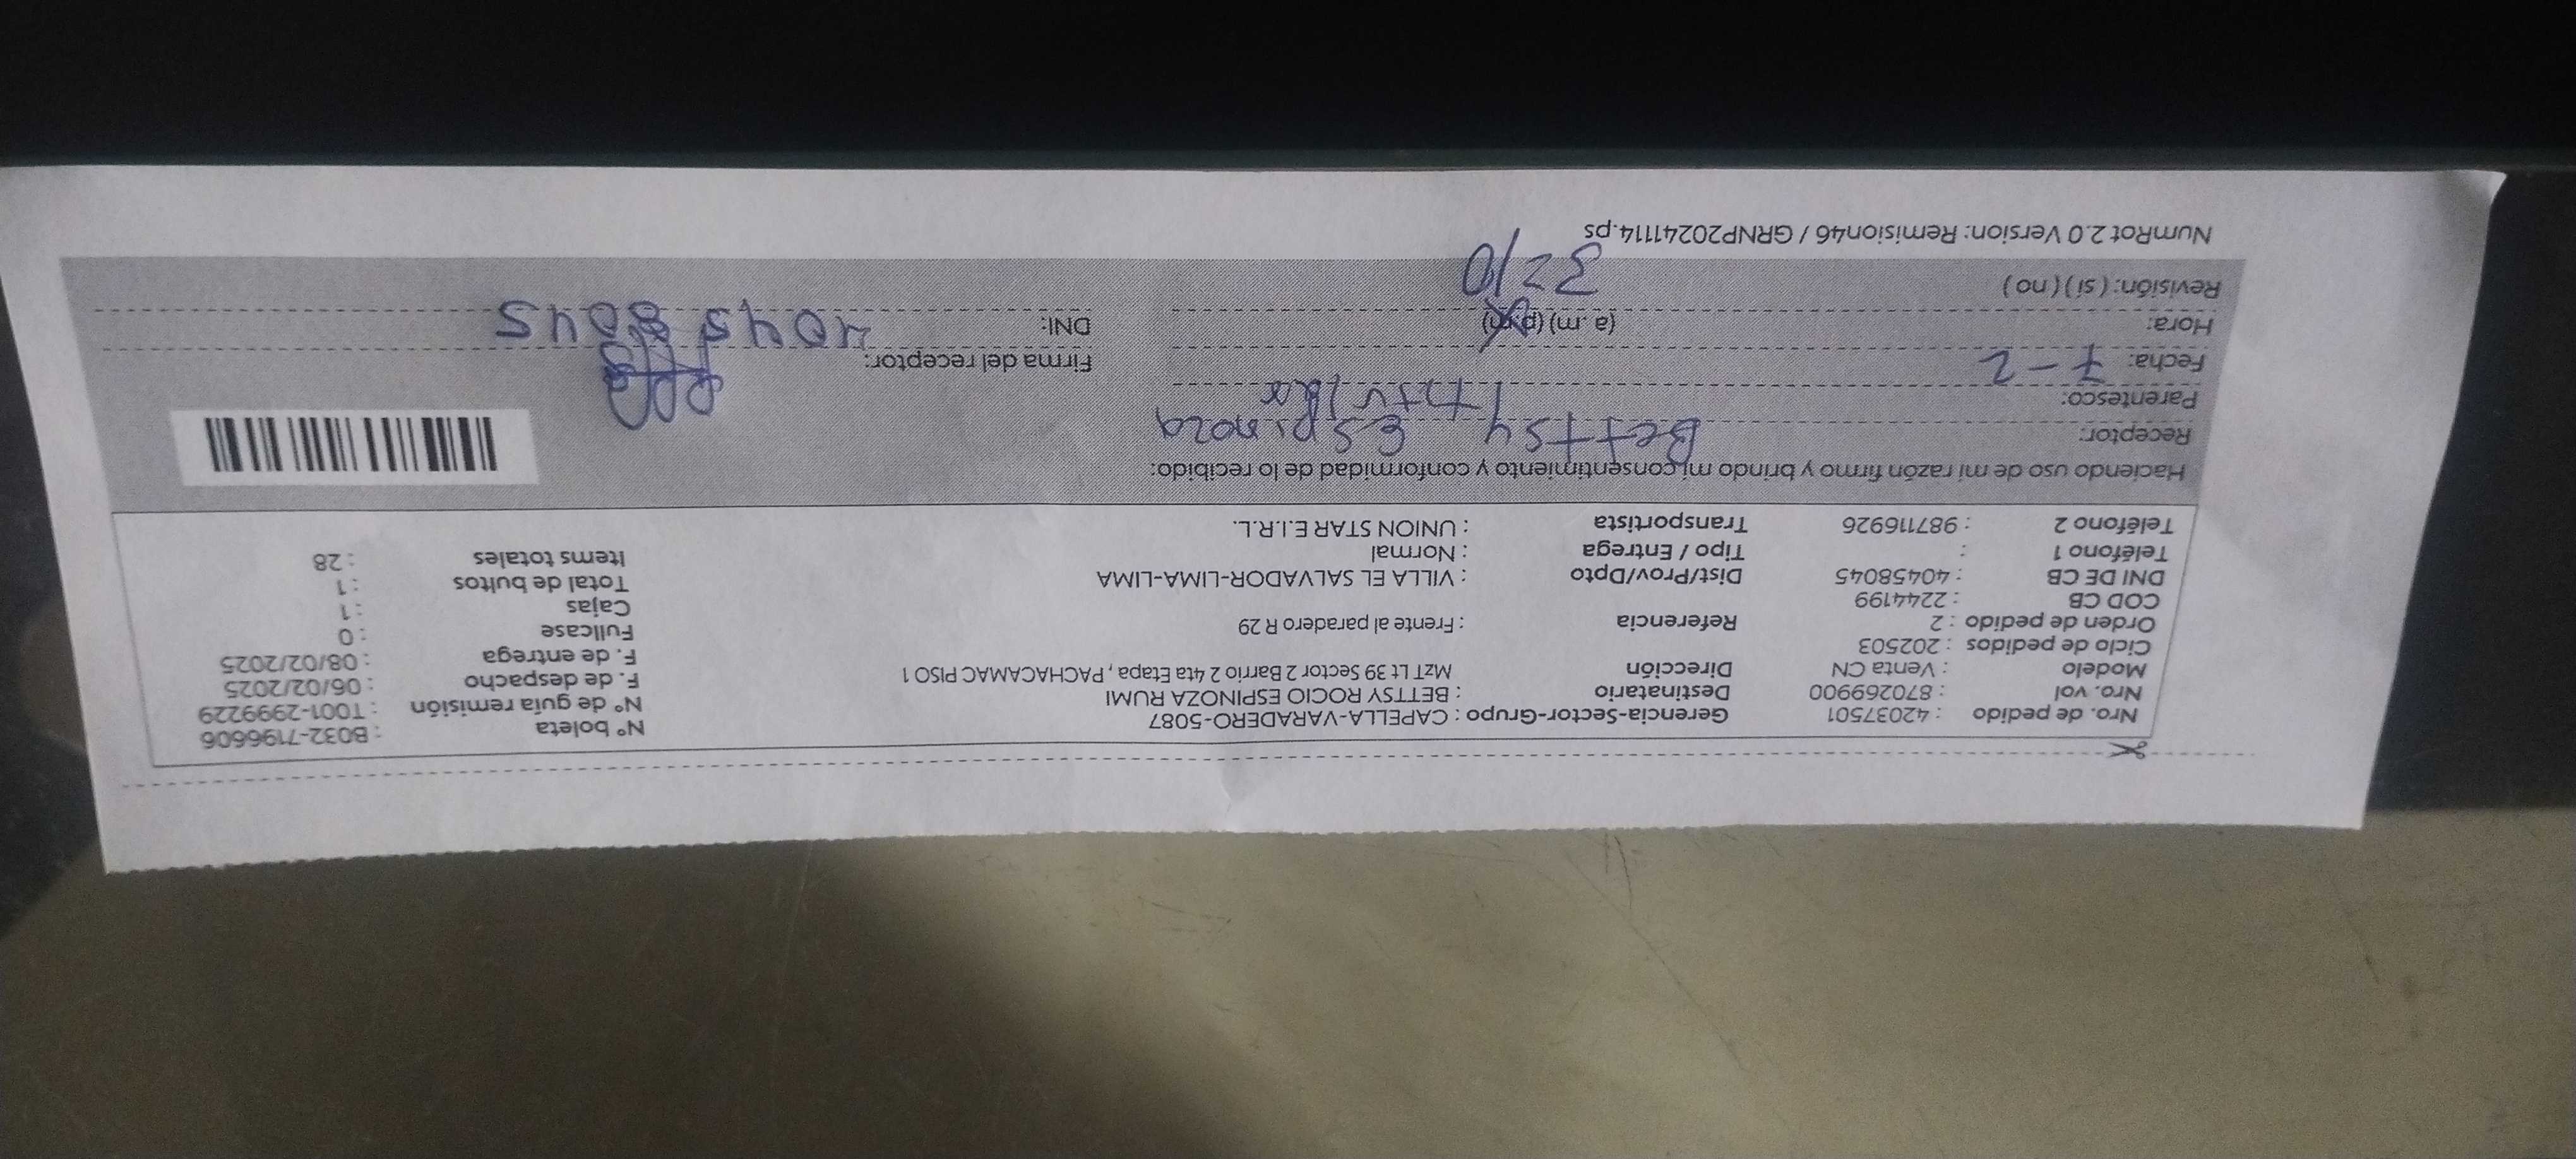 Nro. de pedido : 42037501 Gerencia-Sector-Grupo : CAPELLA-VARADERO-5087 N° boleta : B032-7196606
Nro. vol : 870269900 Destinatario : BETTSY ROCIO ESPINOZA RUMI N° de guía remisión : T001-2999229
Modelo : Venta CN Dirección MzT Lt 39 Sector 2 Barrio 2 4ta Etapa , PACHACAMAC PISO 1 F. de despacho : 06/02/2025
Ciclo de pedidos : 202503 F. de entrega : 08/02/2025
Orden de pedido : 2 Referencia : Frente al paradero R 29 Fullcase : 0
COD CB : 2244199 Cajas : 1
DNI DE CB : 40458045 Dist/Prov/Dpto : VILLA EL SALVADOR-LIMA-LIMA Total de bultos : 1
Teléfono 1 : Tipo / Entrega : Normal Items totales : 28
Teléfono 2 : 987116926 Transportista : UNION STAR E.I.R.L.
Haciendo uso de mi razón firmo y brindo mi consentimiento y conformidad de lo recibido:
Receptor: Bettsy Espinoza
Parentesco:
Fecha: 7-2 Firma del receptor:
Hora: (a. m) (p.m) DNI: 40458045
Revisión: ( sí ) ( no )
NumRot 2.0 Version: Remision46 / GRNP20241114.ps